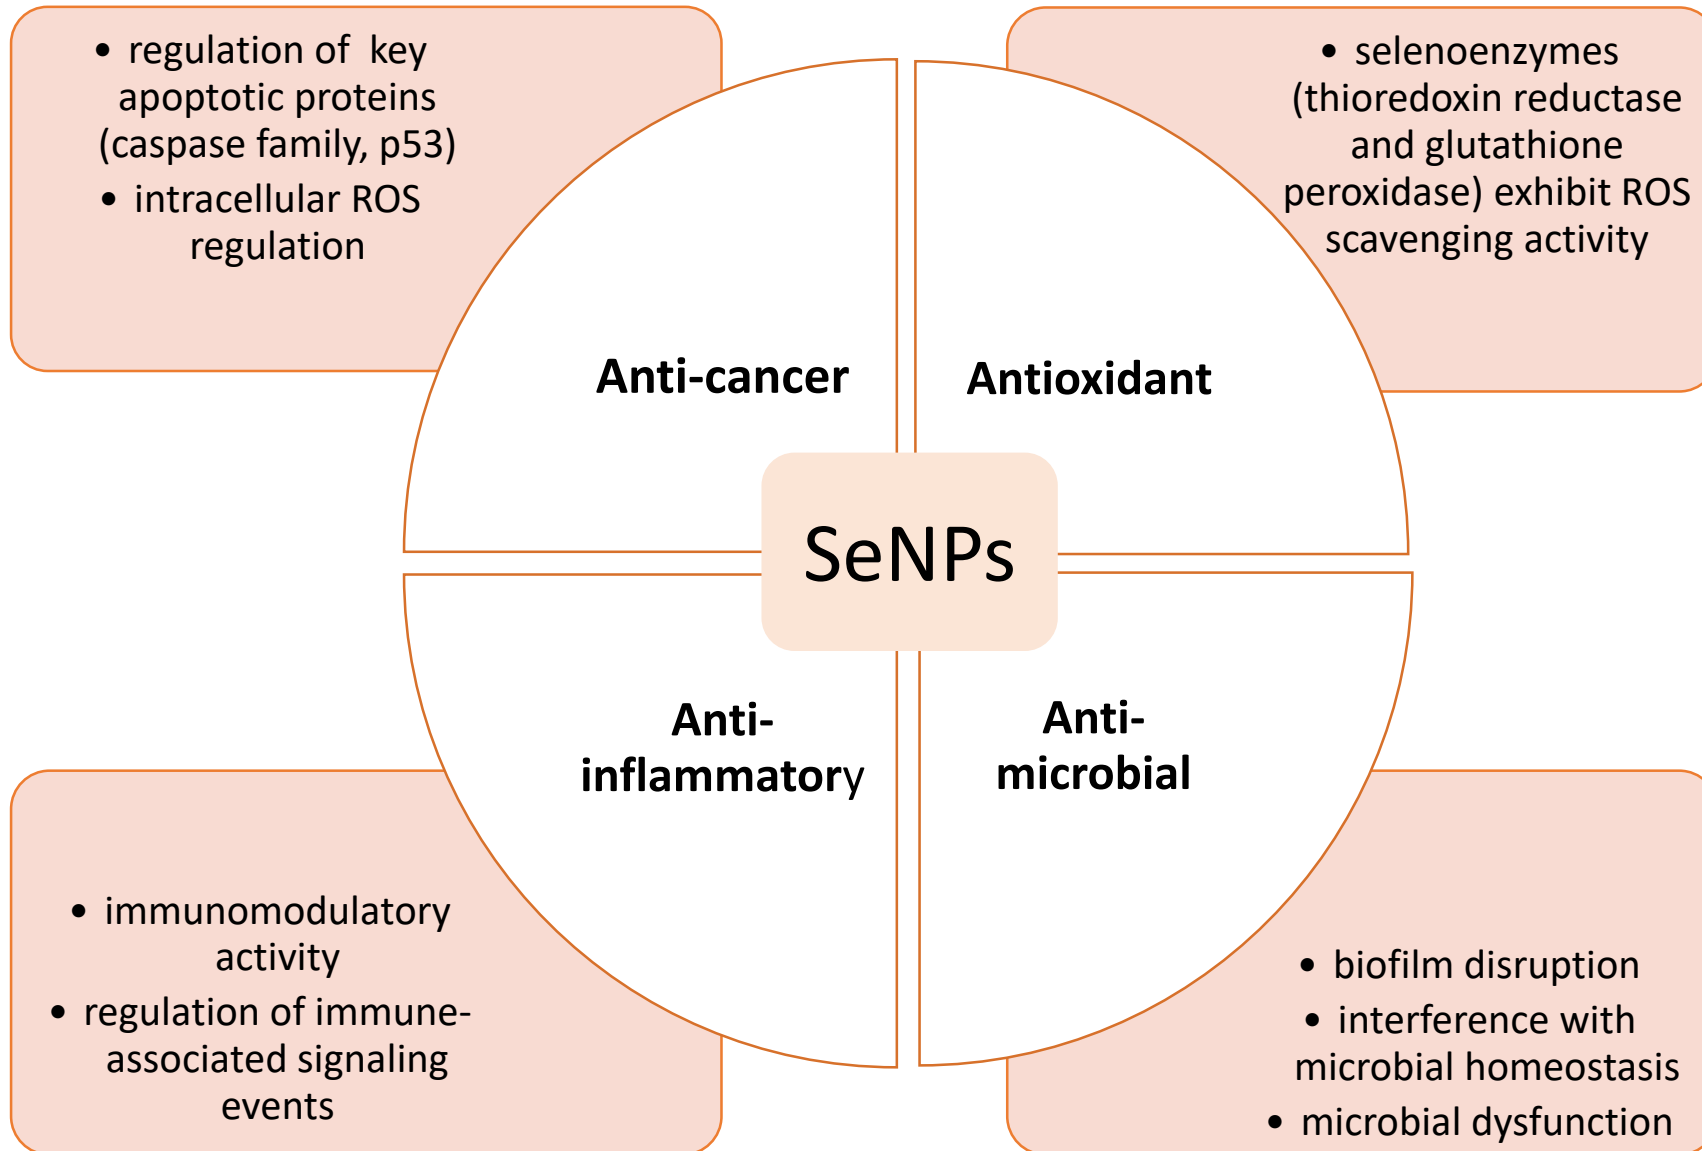 • regulation of  key
apoptotic proteins
(caspase family, p53)
• intracellular ROS
regulation
• selenoenzymes
(thioredoxin reductase
and glutathione
peroxidase) exhibit ROS
scavenging activity
Anti-cancer
Antioxidant
SeNPs
Anti-
inflammatory
Anti-
microbial
• immunomodulatory
activity
• regulation of immune-
associated signaling
events
• biofilm disruption
• interference with
microbial homeostasis
• microbial dysfunction